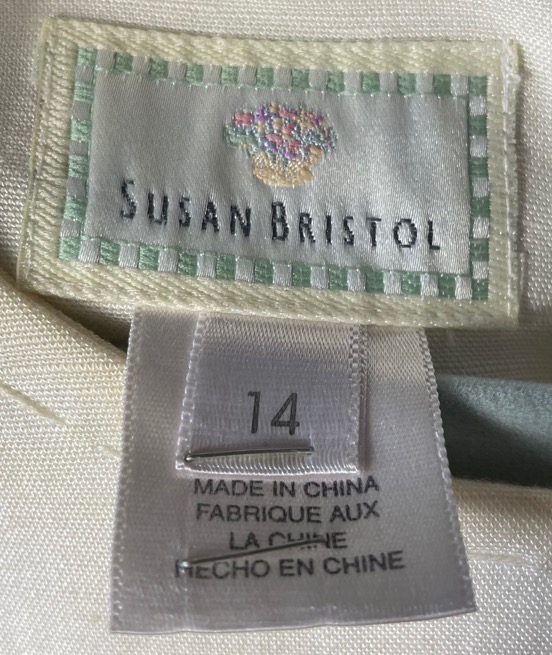 SUSAN BRISTOL
14
MADE IN CHINA
FABRIQUE AUX
LA CHINE
HECHO EN CHINE